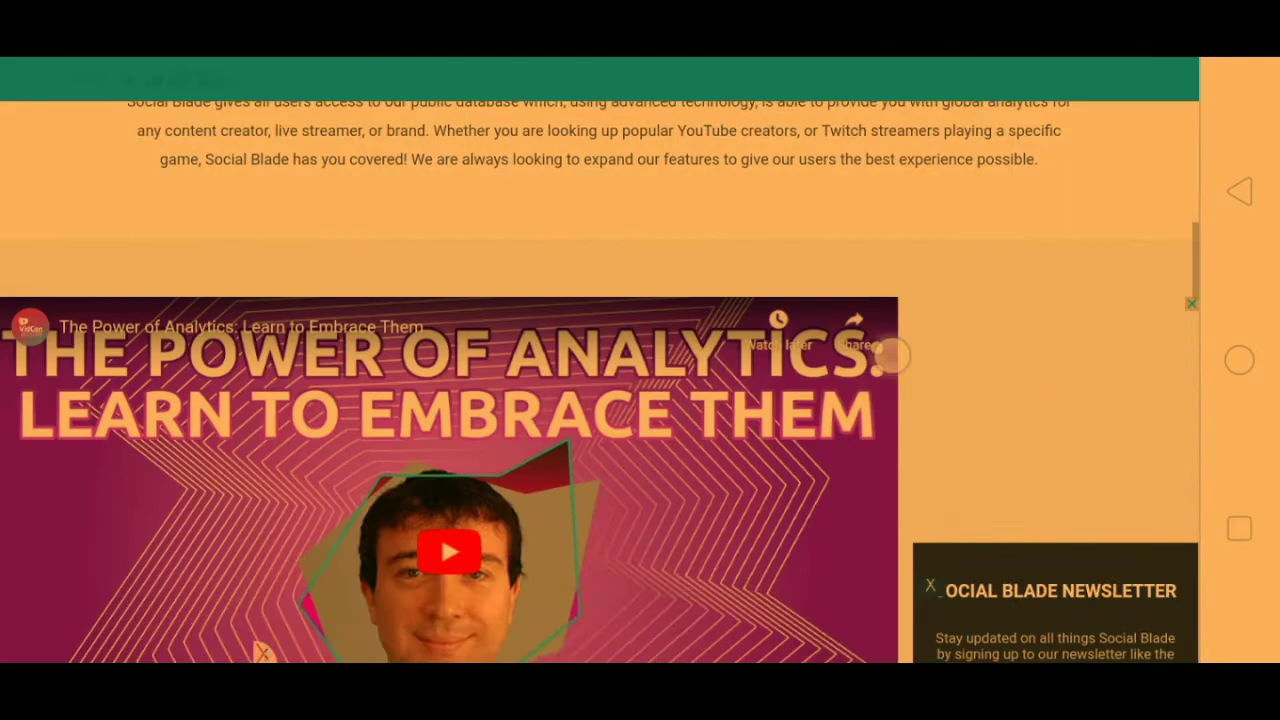 Social Blade gives all users access to our public database which, using advanced technology, is able to provide you with global analytics for
any content creator, live streamer, or brand. Whether you are looking up popular YouTube creators, or Twitch streamers playing a specific
game, Social Blade has you covered! We are always looking to expand our features to give our users the best experience possible.
VidCon
The Power of Analytics: Learn to Embrace Them
Watch later
Share
THE POWER OF ANALYTICS:
LEARN TO EMBRACE THEM
OCIAL BLADE NEWSLETTER
Stay updated on all things Social Blade
by signing up to our newsletter like the